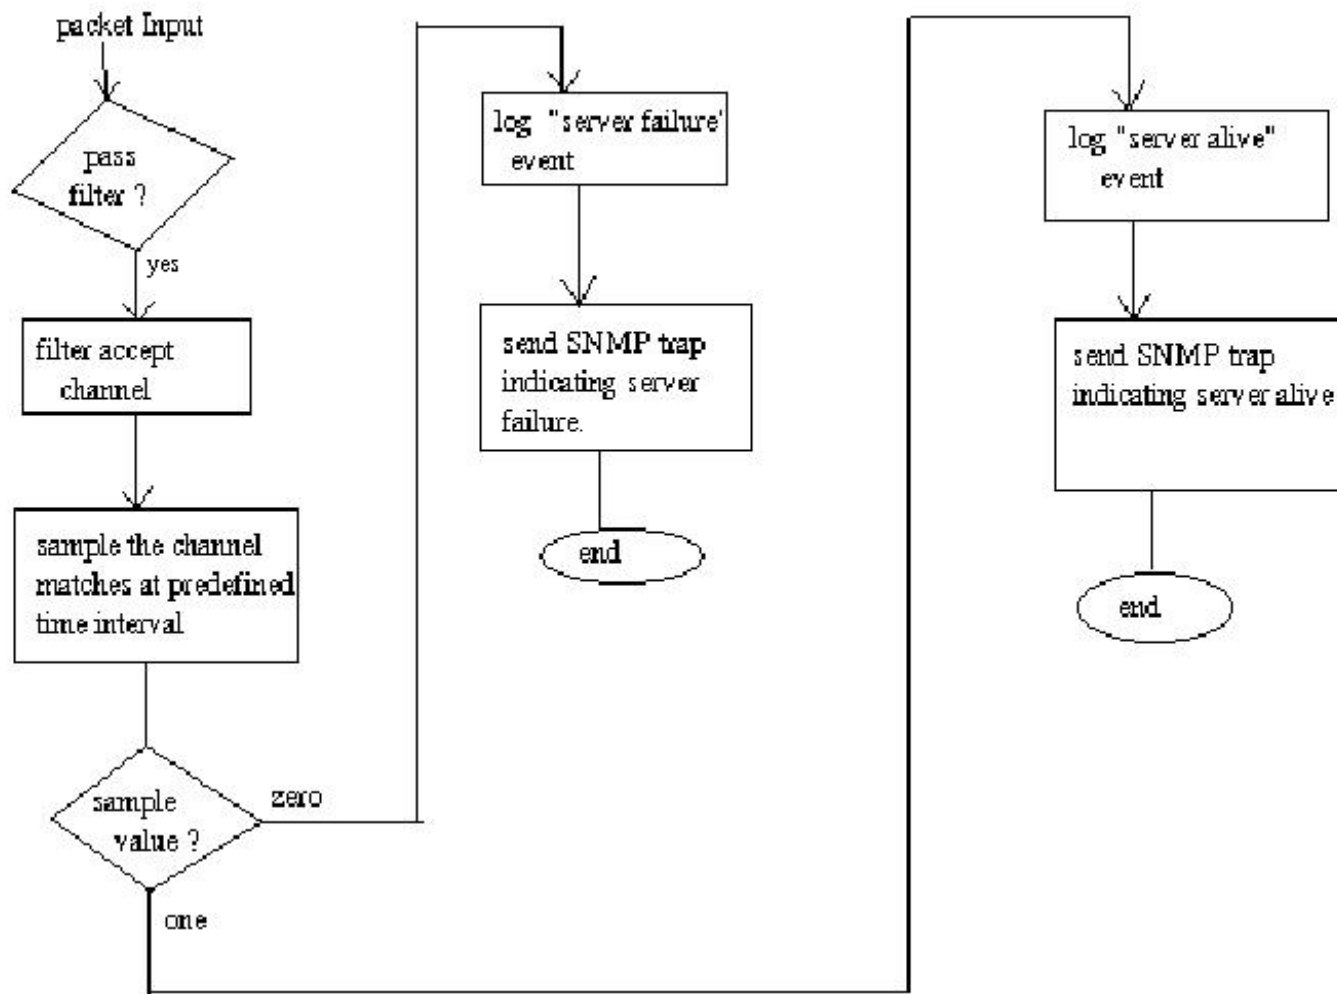 packet Input
pass
filter ?
yes
filter accept
channel
sample the channel
matches at predefined
time interval
sample
value ?
zero
one
log "server failure'
event
send SNMP trap
indicating server
failure.
end
log "server alive"
event
send SNMP trap
indicating server alive
end